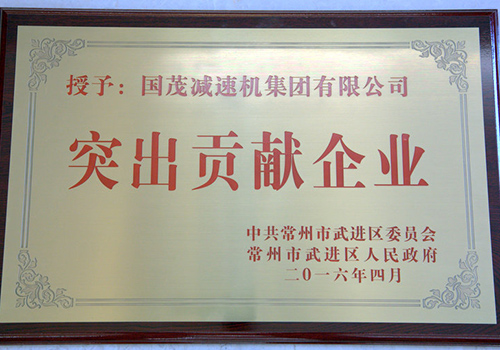 授予：国茂减速机集团有限公司
突出贡献企业
中共常州市武进区委员会
常州市武进区人民政府
二〇一六年四月